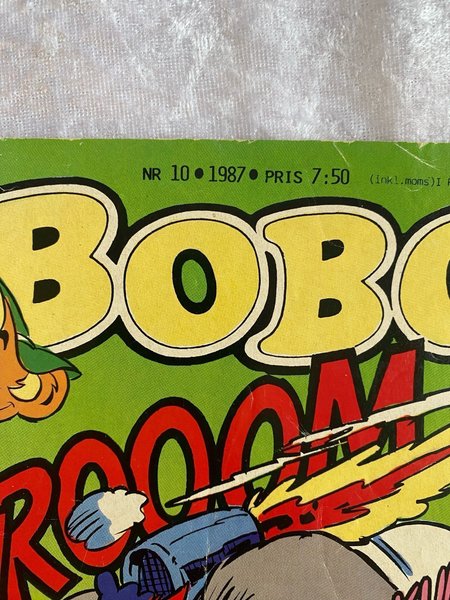 NR 10 • 1987 • PRIS 7:50 (inkl.moms) I
BOBO
ROOOM